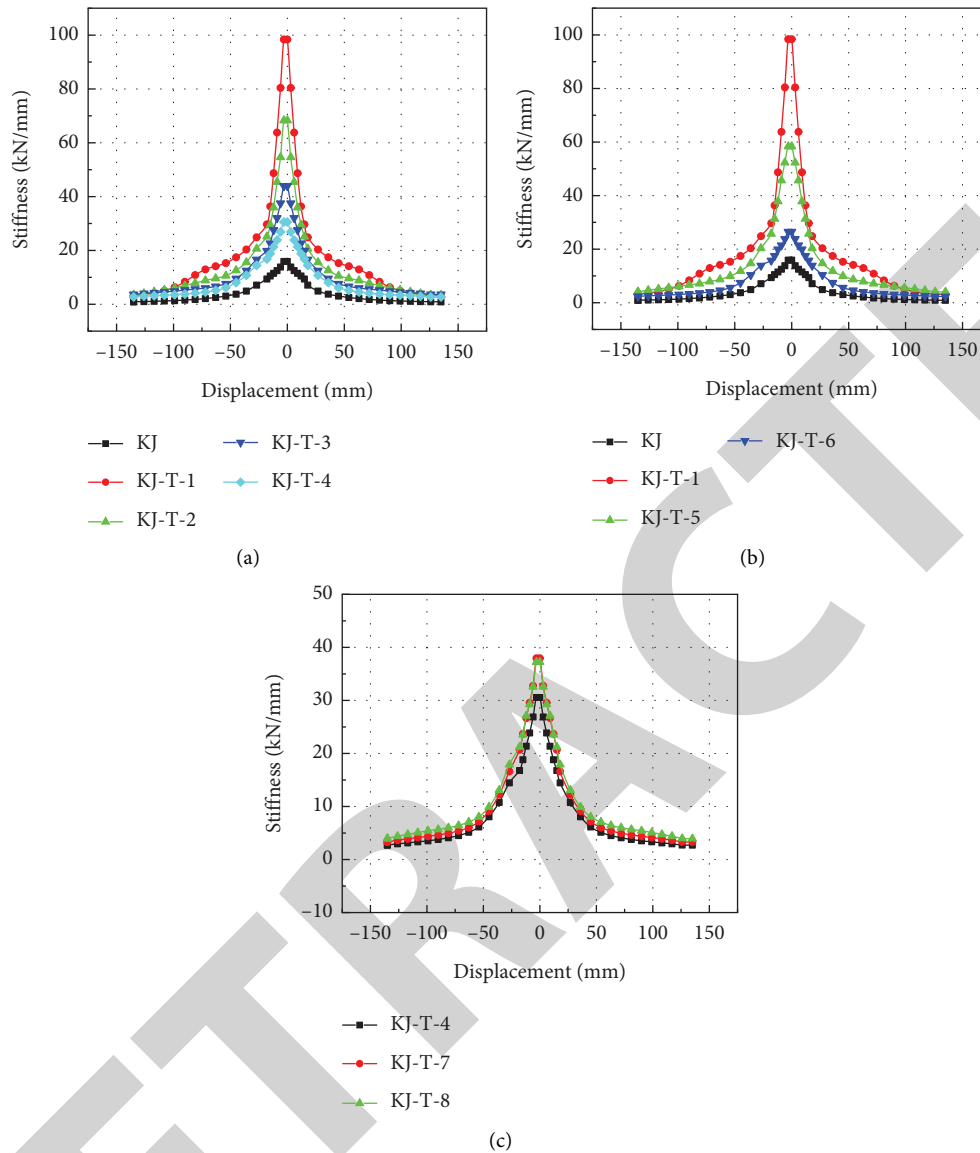 100
80
60
40
20
0
Stiffness (kN/mm)
−150 −100 −50 0 50 100 150
Displacement (mm)
KJ
KJ-T-1
KJ-T-2
KJ-T-3
KJ-T-4
(a)
100
80
60
40
20
0
Stiffness (kN/mm)
−150 −100 −50 0 50 100 150
Displacement (mm)
KJ
KJ-T-1
KJ-T-5
KJ-T-6
(b)
50
40
30
20
10
0
−10
Stiffness (kN/mm)
−150 −100 −50 0 50 100 150
Displacement (mm)
KJ-T-4
KJ-T-7
KJ-T-8
(c)
ETRACTE